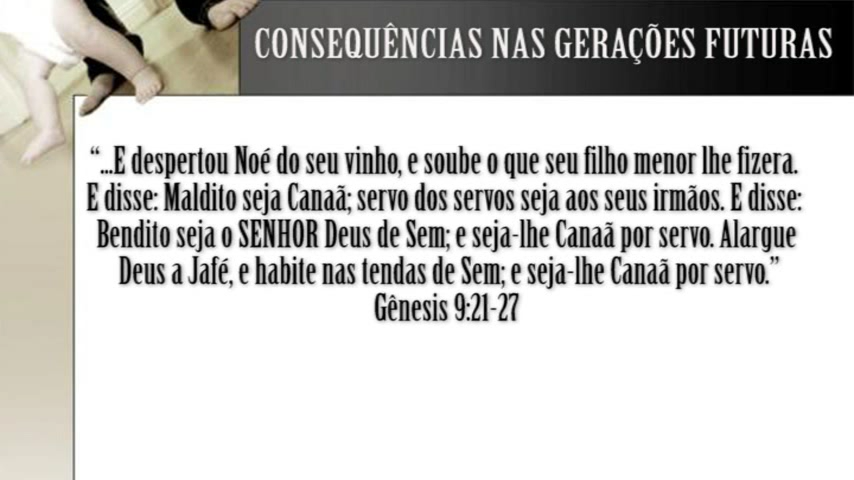 CONSEQUÊNCIAS NAS GERAÇÕES FUTURAS
“...E despertou Noé do seu vinho, e soube o que seu filho menor lhe fizera.
E disse: Maldito seja Canaã; servo dos servos seja aos seus irmãos. E disse:
Bendito seja o SENHOR Deus de Sem; e seja-lhe Canaã por servo. Alargue
Deus a Jafé, e habite nas tendas de Sem; e seja-lhe Canaã por servo.”
Gênesis 9:21-27